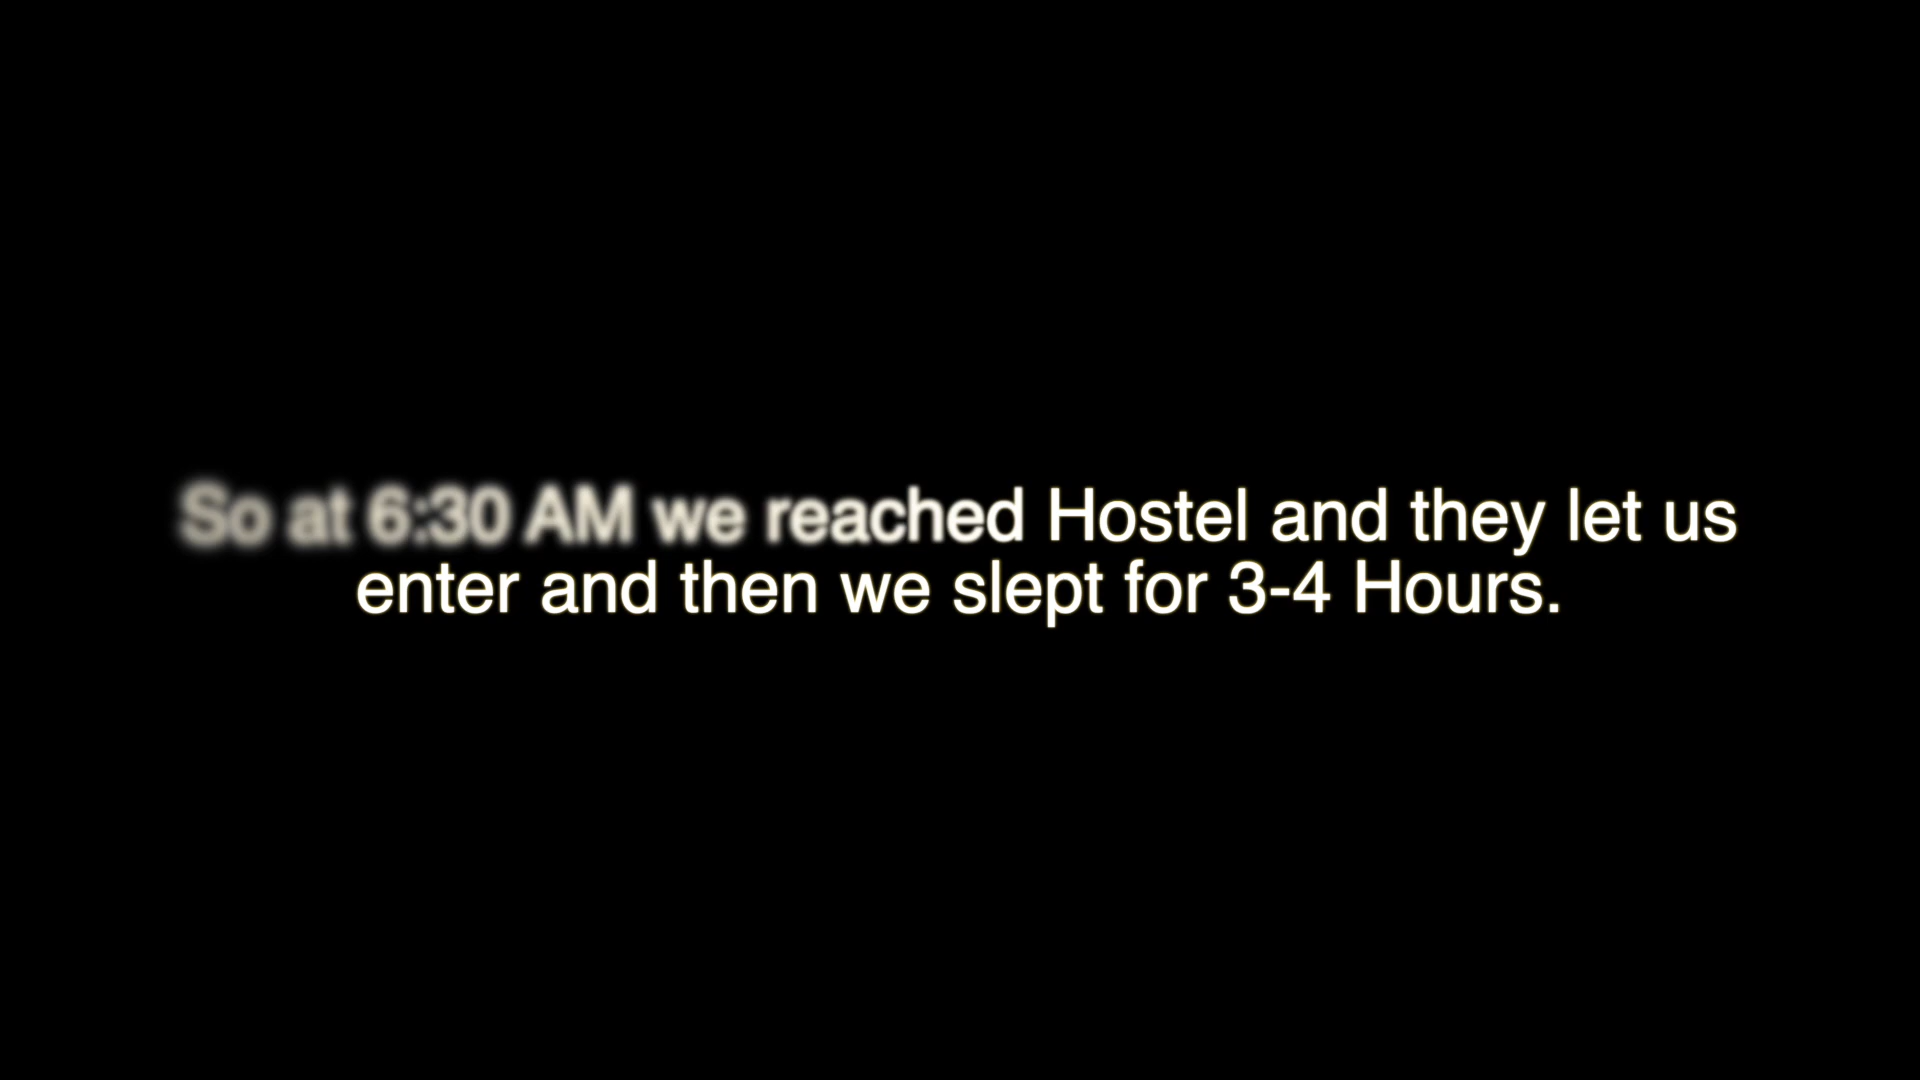 So at 6:30 AM we reached Hostel and they let us
enter and then we slept for 3-4 Hours.